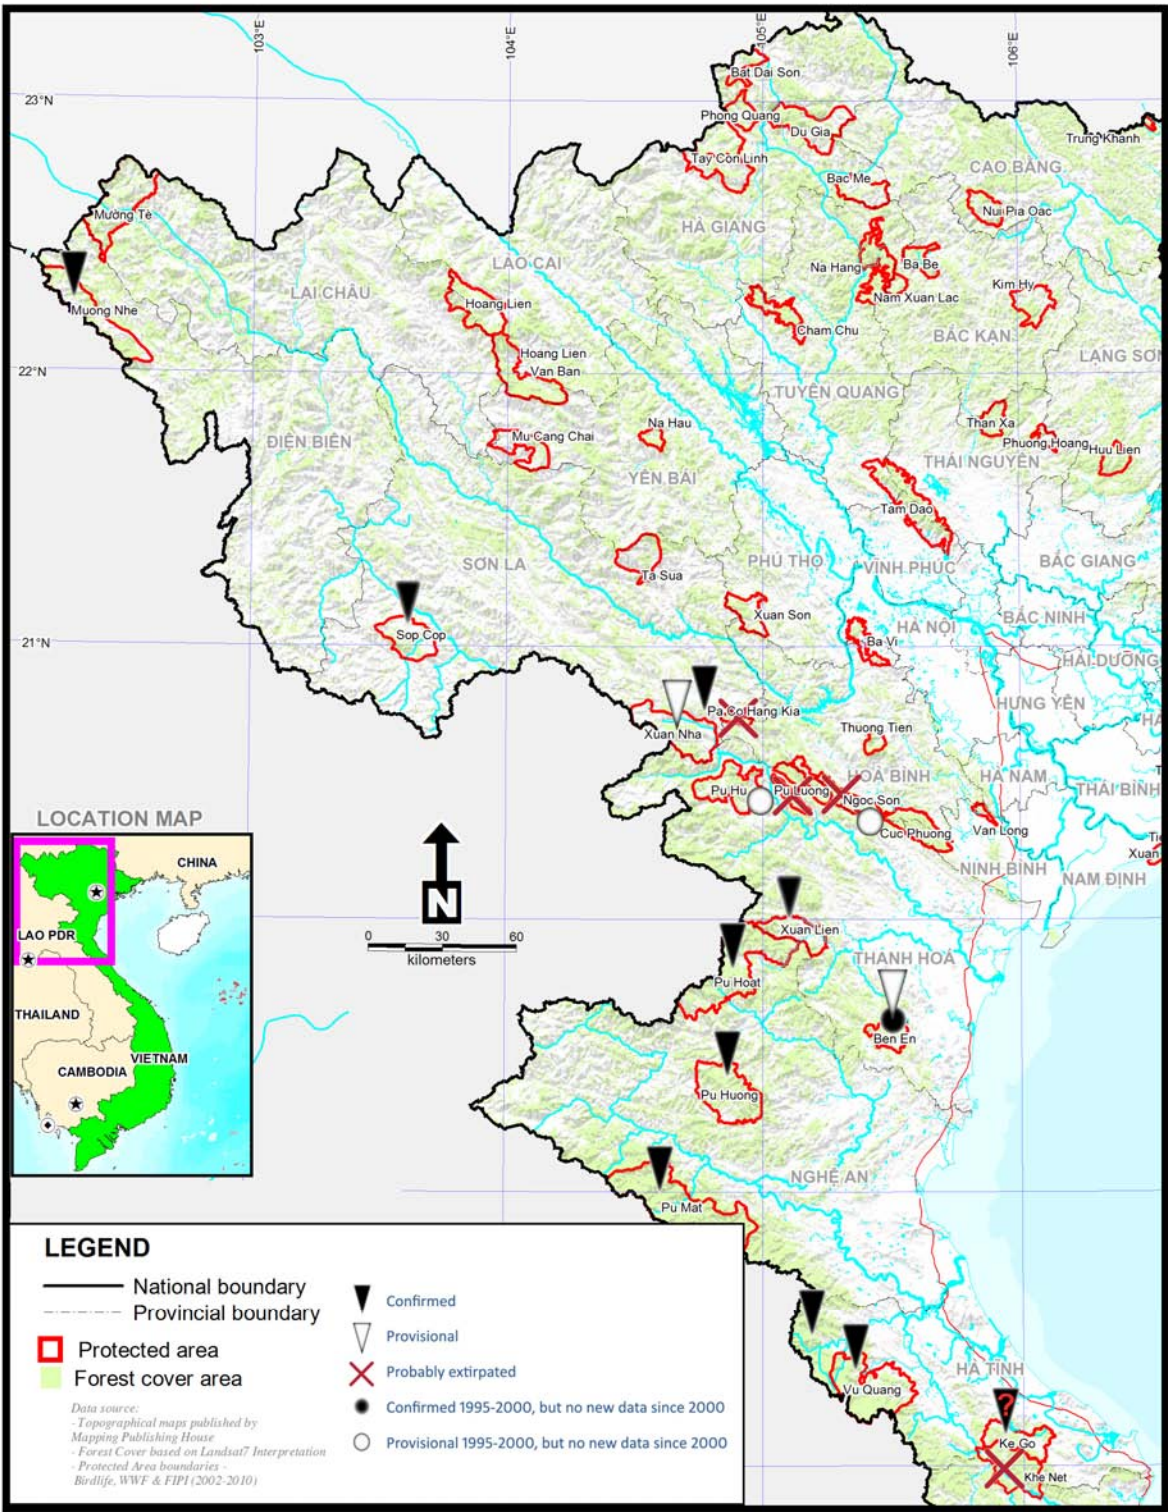 103°E
104°E
105°E
106°E
23°N
Bat Dai Son
Phong Quang
Du Gia
Trung Khanh
Tay Con Linh
CAO BẰNG
Bac Me
Mường Tè
Nui Pia Oac
HÀ GIANG
LÀO CAI
Na Hang
Ba Be
Kim Hy
LAI CHÂU
Nam Xuan Lac
Muong Nhe
Hoang Lien
Cham Chu
BẮC KẠN
Hoang Lien
Van Ban
LẠNG SƠN
22°N
TUYÊN QUANG
Na Hau
Than Xa
ĐIỆN BIÊN
Mu Cang Chai
Phuong Hoang
Huu Lien
THÁI NGUYÊN
YÊN BÁI
Tam Dao
SƠN LA
PHÚ THỌ
VĨNH PHÚC
BẮC GIANG
Ta Sua
Xuan Son
BẮC NINH
HÀ NỘI
21°N
Sop Cop
Ba Vi
HẢI DƯƠNG
HƯNG YÊN
Pa Co Hang Kia
Xuan Nha
Thuong Tien
HOÀ BÌNH
HÀ NAM
THÁI BÌNH
Pu Hu
Pu Luong
Ngoc Son
Cuc Phuong
Van Long
Xuan
NINH BÌNH
NAM ĐỊNH
LOCATION MAP
CHINA
LAO PDR
THAILAND
VIETNAM
CAMBODIA
N
0 30 60
kilometers
Xuan Lien
THANH HOÁ
Pu Hoat
Ben En
Pu Huong
NGHỆ AN
Pu Mat
HÀ TĨNH
Vu Quang
?
Ke Go
Khe Net
LEGEND
National boundary
Provincial boundary
Protected area
Forest cover area
Confirmed
Provisional
Probably extirpated
Confirmed 1995-2000, but no new data since 2000
Provisional 1995-2000, but no new data since 2000
Data source:
- Topographical maps published by
Mapping Publishing House
- Forest Cover based on Landsat7 Interpretation
- Protected Area boundaries -
Birdlife, WWF & FIPI (2002-2010)